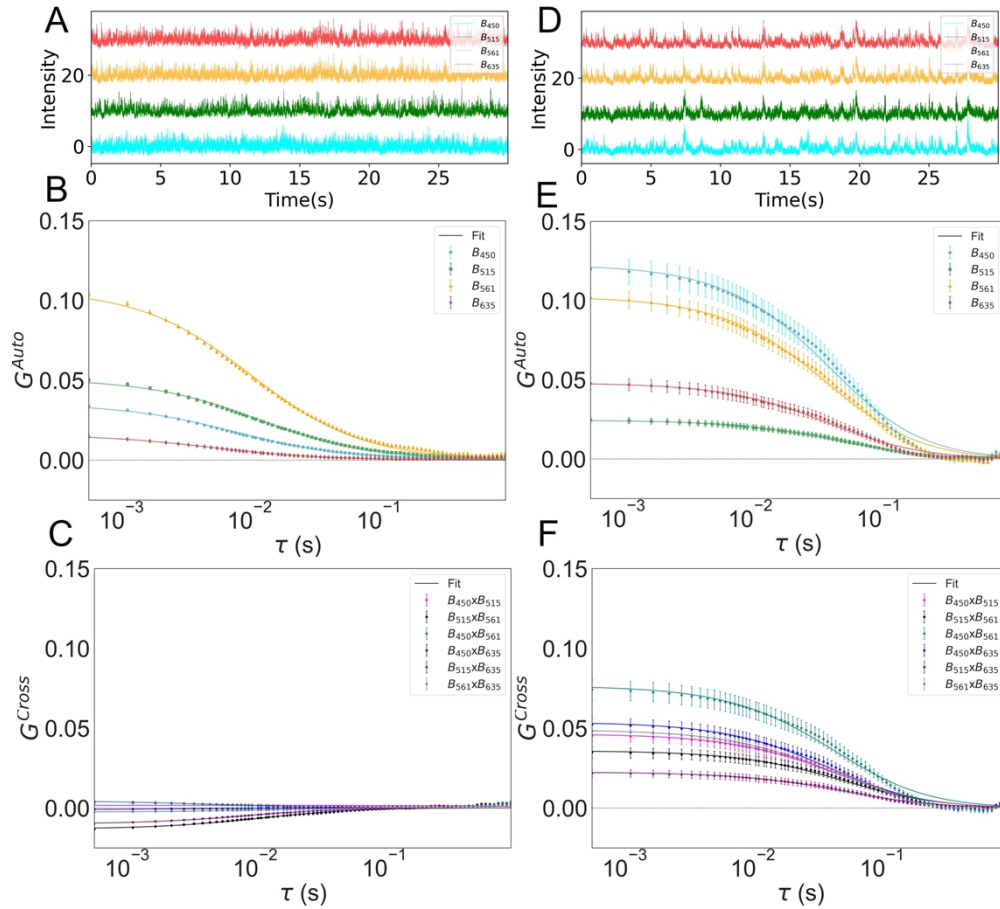 A
Intensity
20
0
0
5
10
15
20
25
Time(s)
B₄₅₀
B₅₁₅
B₅₆₁
B₆₃₅
D
Intensity
20
0
0
5
10
15
20
25
Time(s)
B₄₅₀
B₅₁₅
B₅₆₁
B₆₃₅
B
G^Auto
0.15
0.10
0.05
0.00
10⁻³
10⁻²
10⁻¹
τ (s)
Fit
B₄₅₀
B₅₁₅
B₅₆₁
B₆₃₅
E
G^Auto
0.15
0.10
0.05
0.00
10⁻³
10⁻²
10⁻¹
τ (s)
Fit
B₄₅₀
B₅₁₅
B₅₆₁
B₆₃₅
C
G^Cross
0.15
0.10
0.05
0.00
10⁻³
10⁻²
10⁻¹
τ (s)
Fit
B₄₅₀xB₅₁₅
B₅₁₅xB₅₆₁
B₄₅₀xB₅₆₁
B₄₅₀xB₆₃₅
B₅₁₅xB₆₃₅
B₅₆₁xB₆₃₅
F
G^Cross
0.15
0.10
0.05
0.00
10⁻³
10⁻²
10⁻¹
τ (s)
Fit
B₄₅₀xB₅₁₅
B₅₁₅xB₅₆₁
B₄₅₀xB₅₆₁
B₄₅₀xB₆₃₅
B₅₁₅xB₆₃₅
B₅₆₁xB₆₃₅